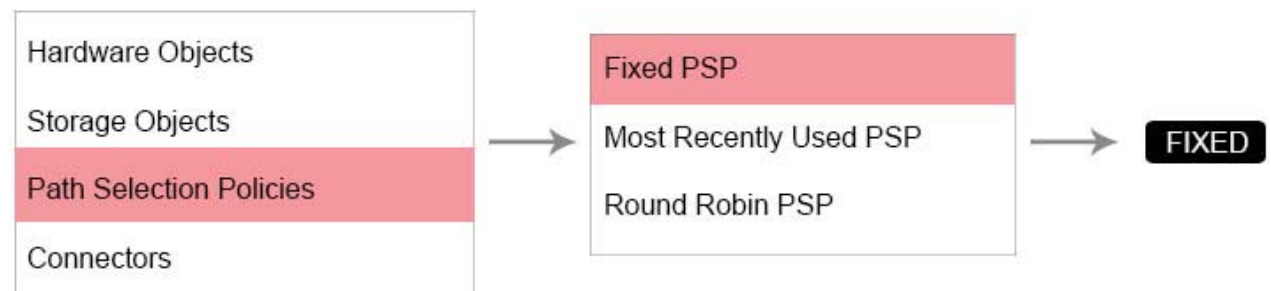 Hardware Objects
Storage Objects
Path Selection Policies
Connectors
Fixed PSP
Most Recently Used PSP
Round Robin PSP
FIXED